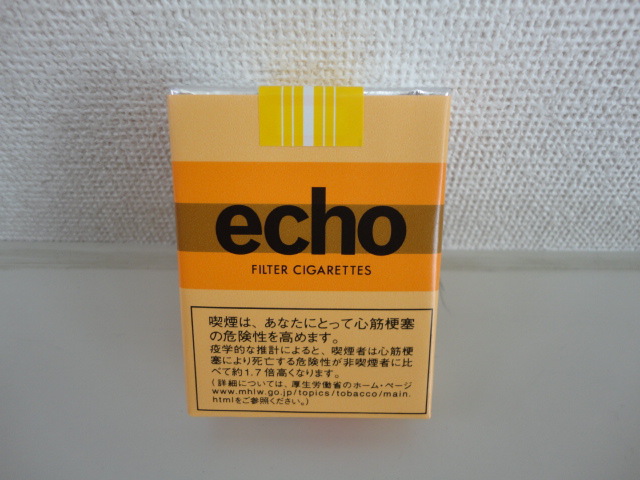 echo
FILTER CIGARETTES
喫煙は、あなたにとって心筋梗塞
の危険性を高めます。
疫学的な推計によると、喫煙者は心筋梗
塞により死亡する危険性が非喫煙者に比
べて約1.7倍高くなります。
(詳細については、厚生労働省のホーム・ページ
www.mhlw.go.jp/topics/tobacco/main.
htmlをご参照ください。)